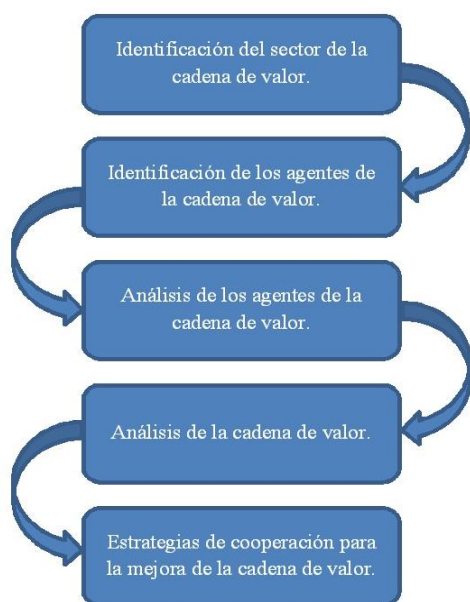 Identificación del sector de la
cadena de valor.
Identificación de los agentes de
la cadena de valor.
Análisis de los agentes de la
cadena de valor.
Análisis de la cadena de valor.
Estrategias de cooperación para
la mejora de la cadena de valor.